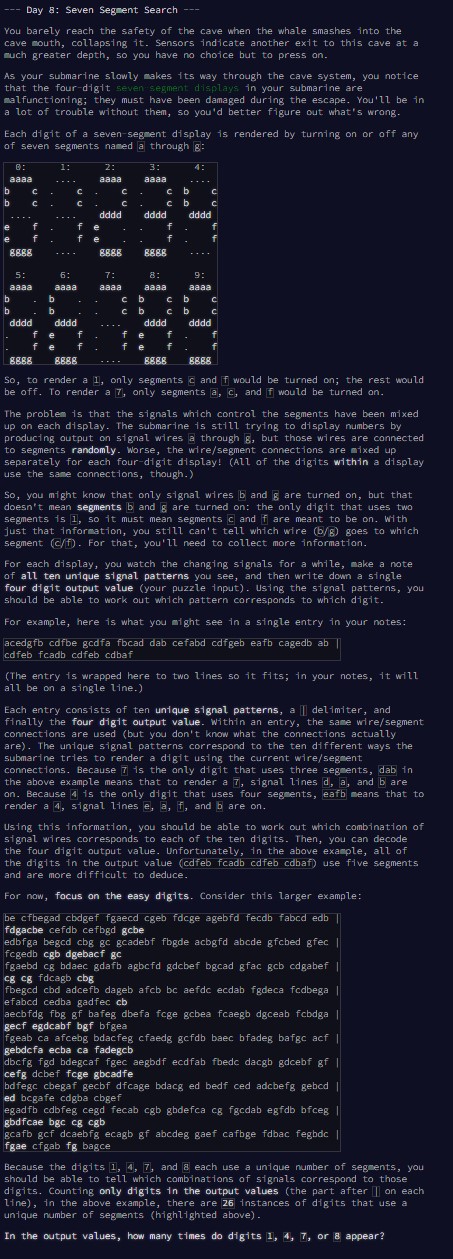 --- Day 8: Seven Segment Search ---
You barely reach the safety of the cave when the whale smashes into the
cave mouth, collapsing it. Sensors indicate another exit to this cave at a
much greater depth, so you have no choice but to press on.
As your submarine slowly makes its way through the cave system, you notice
that the four-digit seven-segment displays in your submarine are
malfunctioning; they must have been damaged during the escape. You'll be in
a lot of trouble without them, so you'd better figure out what's wrong.
Each digit of a seven-segment display is rendered by turning on or off any
of seven segments named a through g:
  0:      1:      2:      3:      4:
 aaaa    ....    aaaa    aaaa    ....
b    c  .    c  .    c  .    c  b    c
b    c  .    c  .    c  .    c  b    c
 ....    ....    dddd    dddd    dddd
e    f  .    f  e    .  .    f  .    f
e    f  .    f  e    .  .    f  .    f
 gggg    ....    gggg    gggg    ....
  5:      6:      7:      8:      9:
 aaaa    aaaa    aaaa    aaaa    aaaa
b    .  b    .  .    c  b    c  b    c
b    .  b    .  .    c  b    c  b    c
 dddd    dddd    ....    dddd    dddd
.    f  e    f  .    f  e    f  .    f
.    f  e    f  .    f  e    f  .    f
 gggg    gggg    ....    gggg    gggg
So, to render a 1, only segments c and f would be turned on; the rest would
be off. To render a 7, only segments a, c, and f would be turned on.
The problem is that the signals which control the segments have been mixed
up on each display. The submarine is still trying to display numbers by
producing output on signal wires a through g, but those wires are connected
to segments randomly. Worse, the wire/segment connections are mixed up
separately for each four-digit display! (All of the digits within a display
use the same connections, though.)
So, you might know that only signal wires b and g are turned on, but that
doesn't mean segments b and g are turned on: the only digit that uses two
segments is 1, so it must mean segments c and f are meant to be on. With
just that information, you still can't tell which wire (b/g) goes to which
segment (c/f). For that, you'll need to collect more information.
For each display, you watch the changing signals for a while, make a note
of all ten unique signal patterns you see, and then write down a single
four digit output value (your puzzle input). Using the signal patterns, you
should be able to work out which pattern corresponds to which digit.
For example, here is what you might see in a single entry in your notes:
acedgfb cdfbe gcdfa fbcad dab cefabd cdfgeb eafb cagedb ab |
cdfeb fcadb cdfeb cdbaf
(The entry is wrapped here to two lines so it fits; in your notes, it will
all be on a single line.)
Each entry consists of ten unique signal patterns, a | delimiter, and
finally the four digit output value. Within an entry, the same wire/segment
connections are used (but you don't know what the connections actually
are). The unique signal patterns correspond to the ten different ways the
submarine tries to render a digit using the current wire/segment
connections. Because 7 is the only digit that uses three segments, dab in
the above example means that to render a 7, signal lines d, a, and b are
on. Because 4 is the only digit that uses four segments, eafb means that to
render a 4, signal lines e, a, f, and b are on.
Using this information, you should be able to work out which combination of
signal wires corresponds to each of the ten digits. Then, you can decode
the four digit output value. Unfortunately, in the above example, all of
the digits in the output value (cdfeb fcadb cdfeb cdbaf) use five segments
and are more difficult to deduce.
For now, focus on the easy digits. Consider this larger example:
be cfbegad cbdgef fgaecd cgeb fdcge agebfd fecdb fabcd edb |
fdgacbe cefdb cefbgd gcbe
edbfga begcd cbg gc gcadebf fbgde acbgfd abcde gfcbed gfec |
fcgedb cgb dgebacf gc
fgaebd cg bdaec gdafb agbcfd gdcbef bgcad gfac gcb cdgabef |
cg cg fdcagb cbg
fbegcd cbd adcefb dageb afcb bc aefdc ecdab fgdeca fcdbega |
efabcd cedba gadfec cb
aecbfdg fbg gf bafeg dbefa fcge gcbea fcaegb dgceab fcbdga |
gecf egdcabf bgf bfgea
fgeab ca afcebg bdacfeg cfaedg gcfdb baec bfadeg bafgc acf |
gebdcfa ecba ca fadegcb
dbcfg fgd bdegcaf fgec aegbdf ecdfab fbedc dacgb gdcebf gf |
cefg dcbef fcge gbcadfe
bdfegc cbegaf gecbf dfcage bdacg ed bedf ced adcbefg gebcd |
ed bcgafe cdgba cbgef
egadfb cdbfeg cegd fecab cgb gbdefca cg fgcdab egfdb bfceg |
gbdfcae bgc cg cgb
gcafb gcf dcaebfg ecagb gf abcdeg gaef cafbge fdbac fegbdc |
fgae cfgab fg bagce
Because the digits 1, 4, 7, and 8 each use a unique number of segments, you
should be able to tell which combinations of signals correspond to those
digits. Counting only digits in the output values (the part after | on each
line), in the above example, there are 26 instances of digits that use a
unique number of segments (highlighted above).
In the output values, how many times do digits 1, 4, 7, or 8 appear?